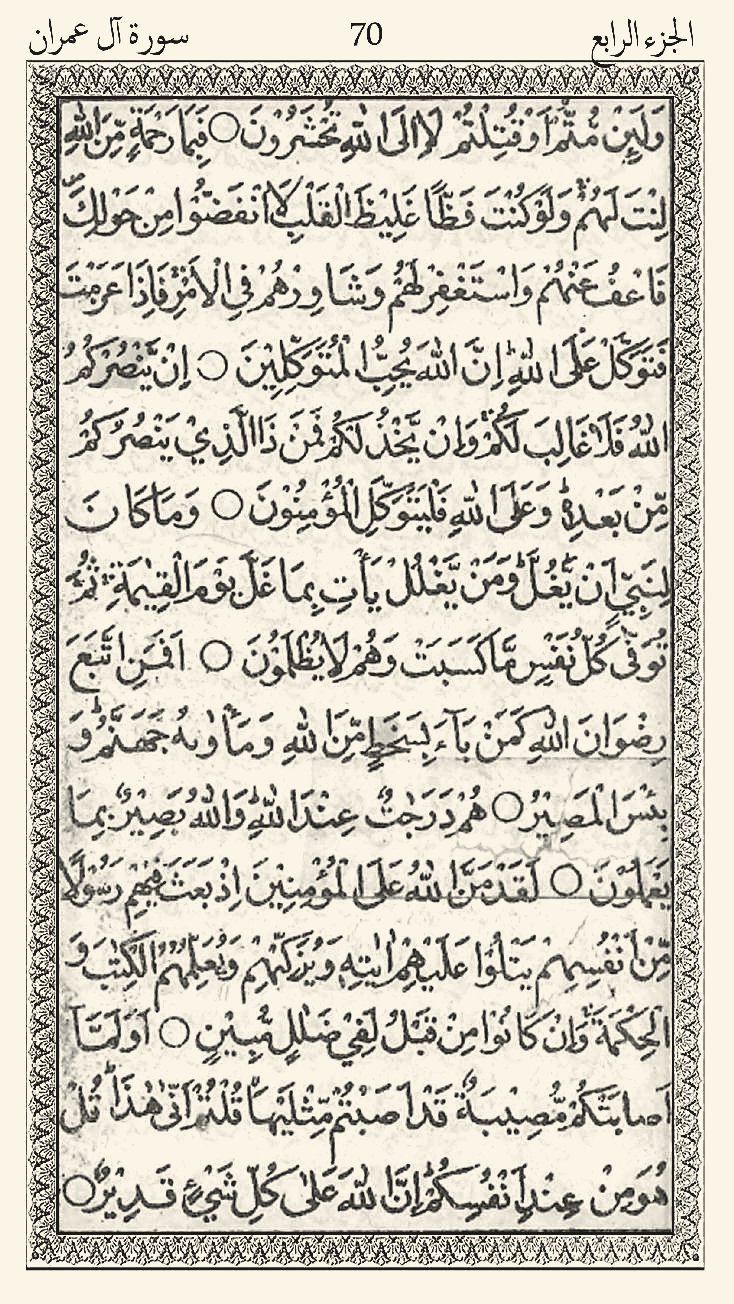 الجزء الرابع 70 سورة آل عمران
وَلَئِنْ مُّتُّمْ اَوْ قُتِلْتُمْ لَاِالَى اللّٰهِ تُحْشَرُوْنَ ○ فَبِمَا رَحْمَةٍ مِّنَ اللّٰهِ
لِنْتَ لَهُمْ ۚ وَلَوْ كُنْتَ فَظًّا غَلِيْظَ الْقَلْبِ لَا انْفَضُّوْا مِنْ حَوْلِكَ ۪
فَاعْفُ عَنْهُمْ وَاسْتَغْفِرْ لَهُمْ وَشَاوِرْهُمْ فِى الْاَمْرِ ۚ فَاِذَا عَزَمْتَ
فَتَوَكَّلْ عَلَى اللّٰهِ ؕ اِنَّ اللّٰهَ يُحِبُّ الْمُتَوَكِّلِيْنَ ○ اِنْ يَّنْصُرْكُمُ
اللّٰهُ فَلَا غَالِبَ لَكُمْ ۚ وَاِنْ يَّخْذُلْكُمْ فَمَنْ ذَا الَّذِيْ يَنْصُرُكُمْ
مِّنْ بَعْدِهٖ ؕ وَعَلَى اللّٰهِ فَلْيَتَوَكَّلِ الْمُؤْمِنُوْنَ ○ وَمَا كَانَ
لِنَبِيٍّ اَنْ يَّغُلَّ ؕ وَمَنْ يَّغْلُلْ يَاْتِ بِمَا غَلَّ يَوْمَ الْقِيٰمَةِ ۚ ثُمَّ
تُوَفّٰى كُلُّ نَفْسٍ مَّا كَسَبَتْ وَهُمْ لَا يُظْلَمُوْنَ ○ اَفَمَنِ اتَّبَعَ
رِضْوَانَ اللّٰهِ كَمَنْۢ بَآءَ بِسَخَطٍ مِّنَ اللّٰهِ وَمَاْوٰىهُ جَهَنَّمُ ؕ وَ
بِئْسَ الْمَصِيْرُ ○ هُمْ دَرَجٰتٌ عِنْدَ اللّٰهِ ؕ وَاللّٰهُ بَصِيْرٌۢ بِمَا
يَعْمَلُوْنَ ○ لَقَدْ مَنَّ اللّٰهُ عَلَى الْمُؤْمِنِيْنَ اِذْ بَعَثَ فِيْهِمْ رَسُوْلًا
مِّنْ اَنْفُسِهِمْ يَتْلُوْا عَلَيْهِمْ اٰيٰتِهٖ وَيُزَكِّيْهِمْ وَيُعَلِّمُهُمُ الْكِتٰبَ وَ
الْحِكْمَةَ ۚ وَاِنْ كَانُوْا مِنْ قَبْلُ لَفِيْ ضَلٰلٍ مُّبِيْنٍ ○ اَوَلَمَّاۤ
اَصَابَتْكُمْ مُّصِيْبَةٌ قَدْ اَصَبْتُمْ مِّثْلَيْهَا ۙ قُلْتُمْ اَنّٰى هٰذَا ؕ قُلْ
هُوَ مِنْ عِنْدِ اَنْفُسِكُمْ ؕ اِنَّ اللّٰهَ عَلٰى كُلِّ شَيْءٍ قَدِيْرٌ ○